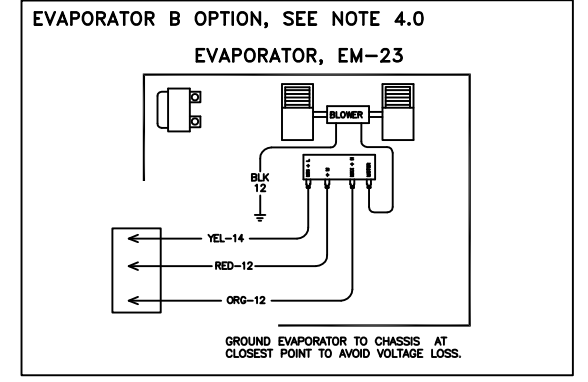 EVAPORATOR B OPTION, SEE NOTE 4.0
EVAPORATOR, EM-23
BLOWER
BLK
12
YEL-14
RED-12
ORG-12
GROUND EVAPORATOR TO CHASSIS AT
CLOSEST POINT TO AVOID VOLTAGE LOSS.